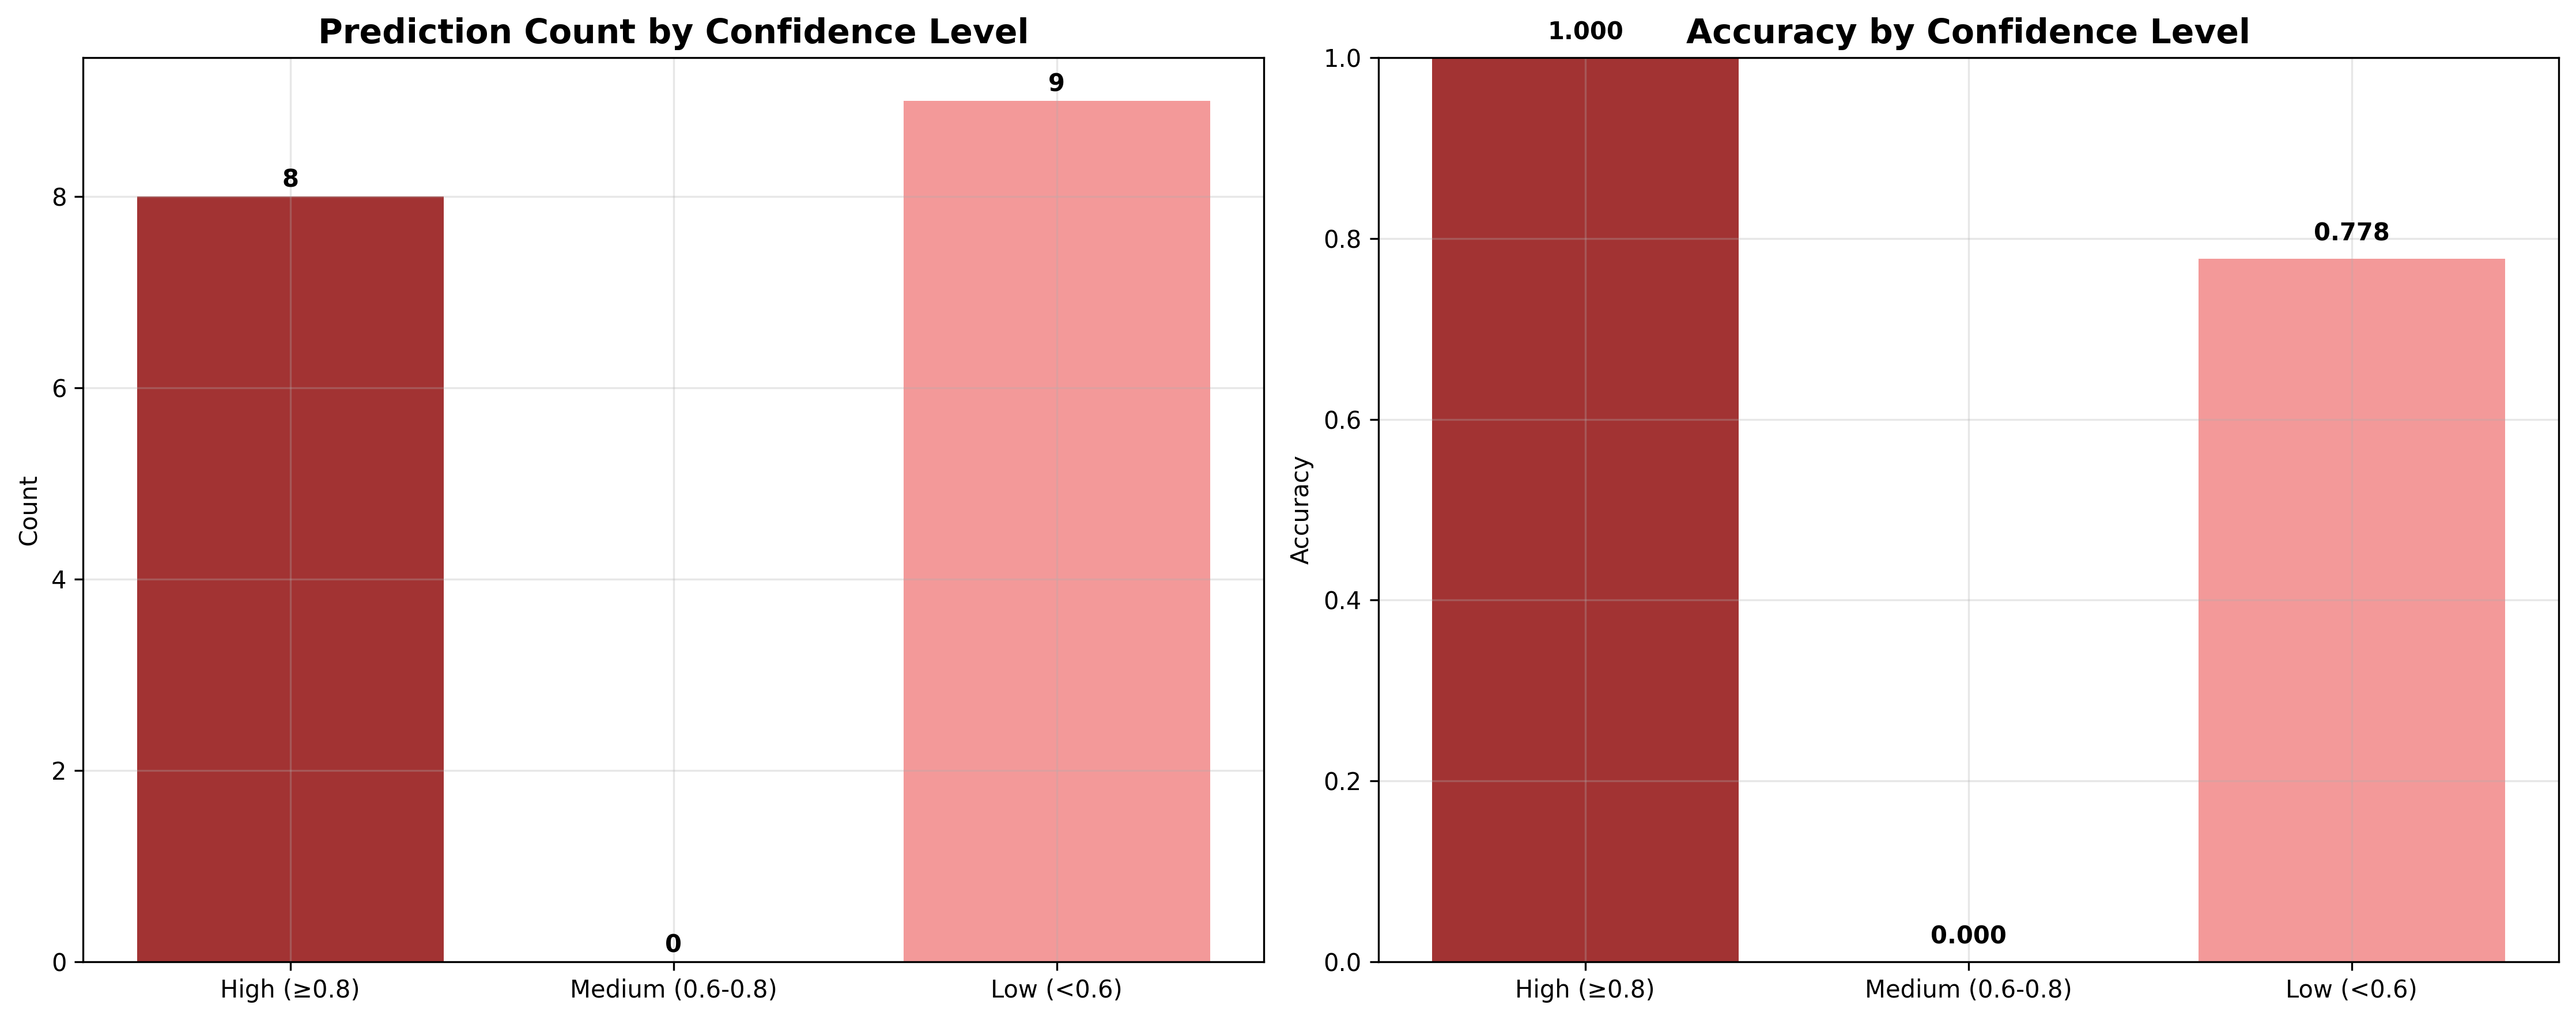 Prediction Count by Confidence Level
9
8
0
8
6
4
2
0
Count
High (≥0.8)
Medium (0.6-0.8)
Low (<0.6)
Accuracy by Confidence Level
1.000
0.778
0.000
1.0
0.8
0.6
0.4
0.2
0.0
Accuracy
High (≥0.8)
Medium (0.6-0.8)
Low (<0.6)